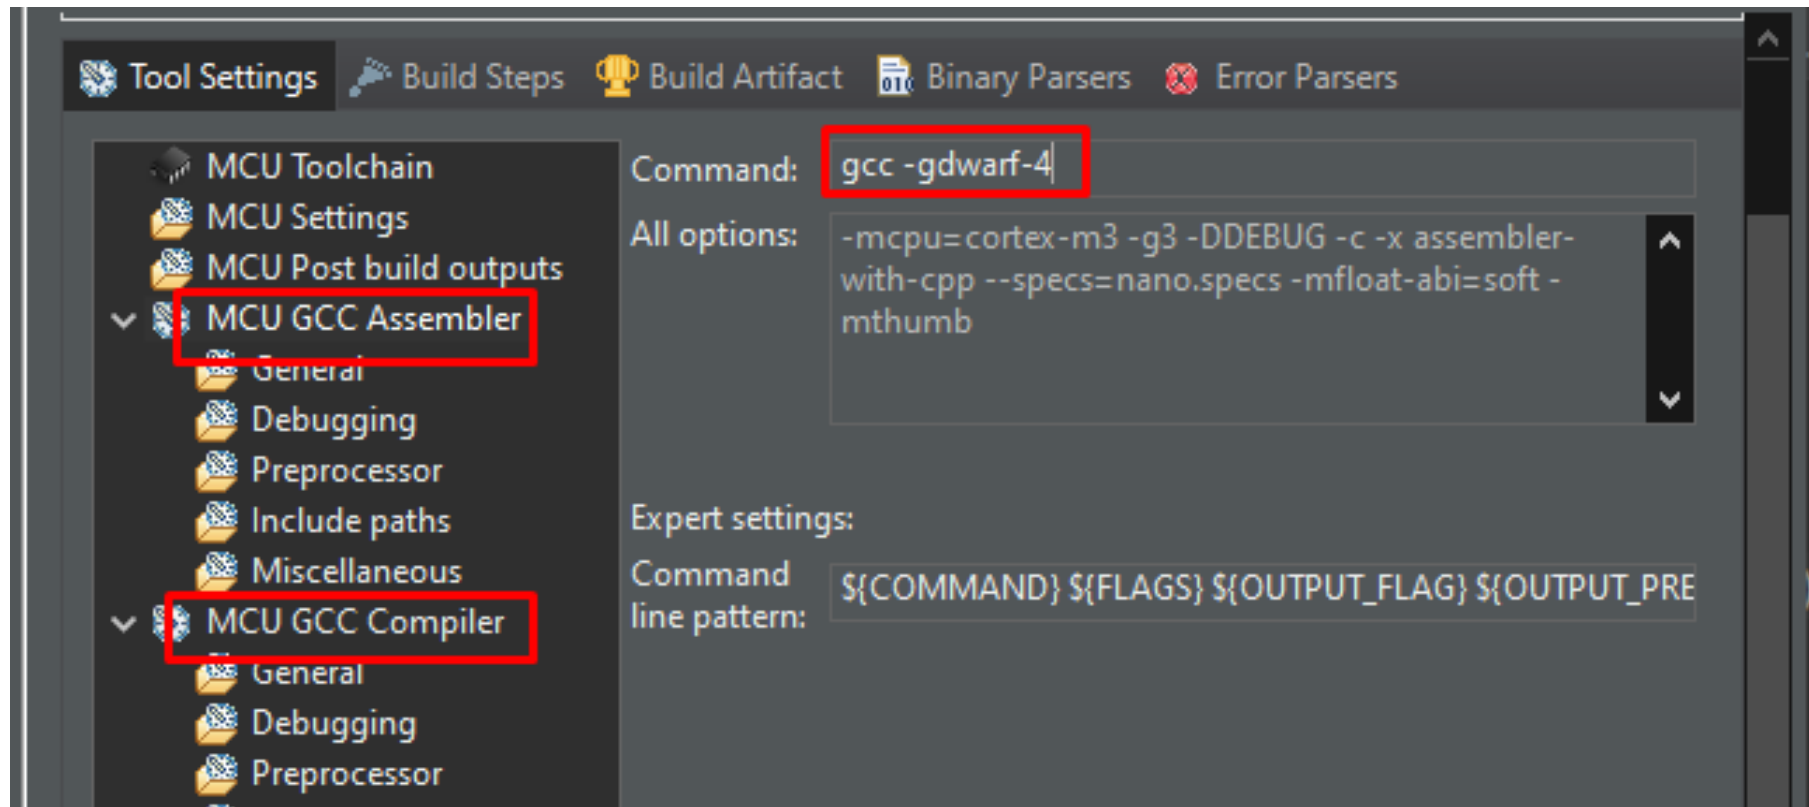 Tool Settings Build Steps Build Artifact Binary Parsers Error Parsers
MCU Toolchain
MCU Settings
MCU Post build outputs
MCU GCC Assembler
General
Debugging
Preprocessor
Include paths
Miscellaneous
MCU GCC Compiler
General
Debugging
Preprocessor
Command: gcc -gdwarf-4
All options: -mcpu=cortex-m3 -g3 -DDEBUG -c -x assembler-
with-cpp --specs=nano.specs -mfloat-abi=soft -
mthumb
Expert settings:
Command
line pattern: ${COMMAND} ${FLAGS} ${OUTPUT_FLAG} ${OUTPUT_PRE